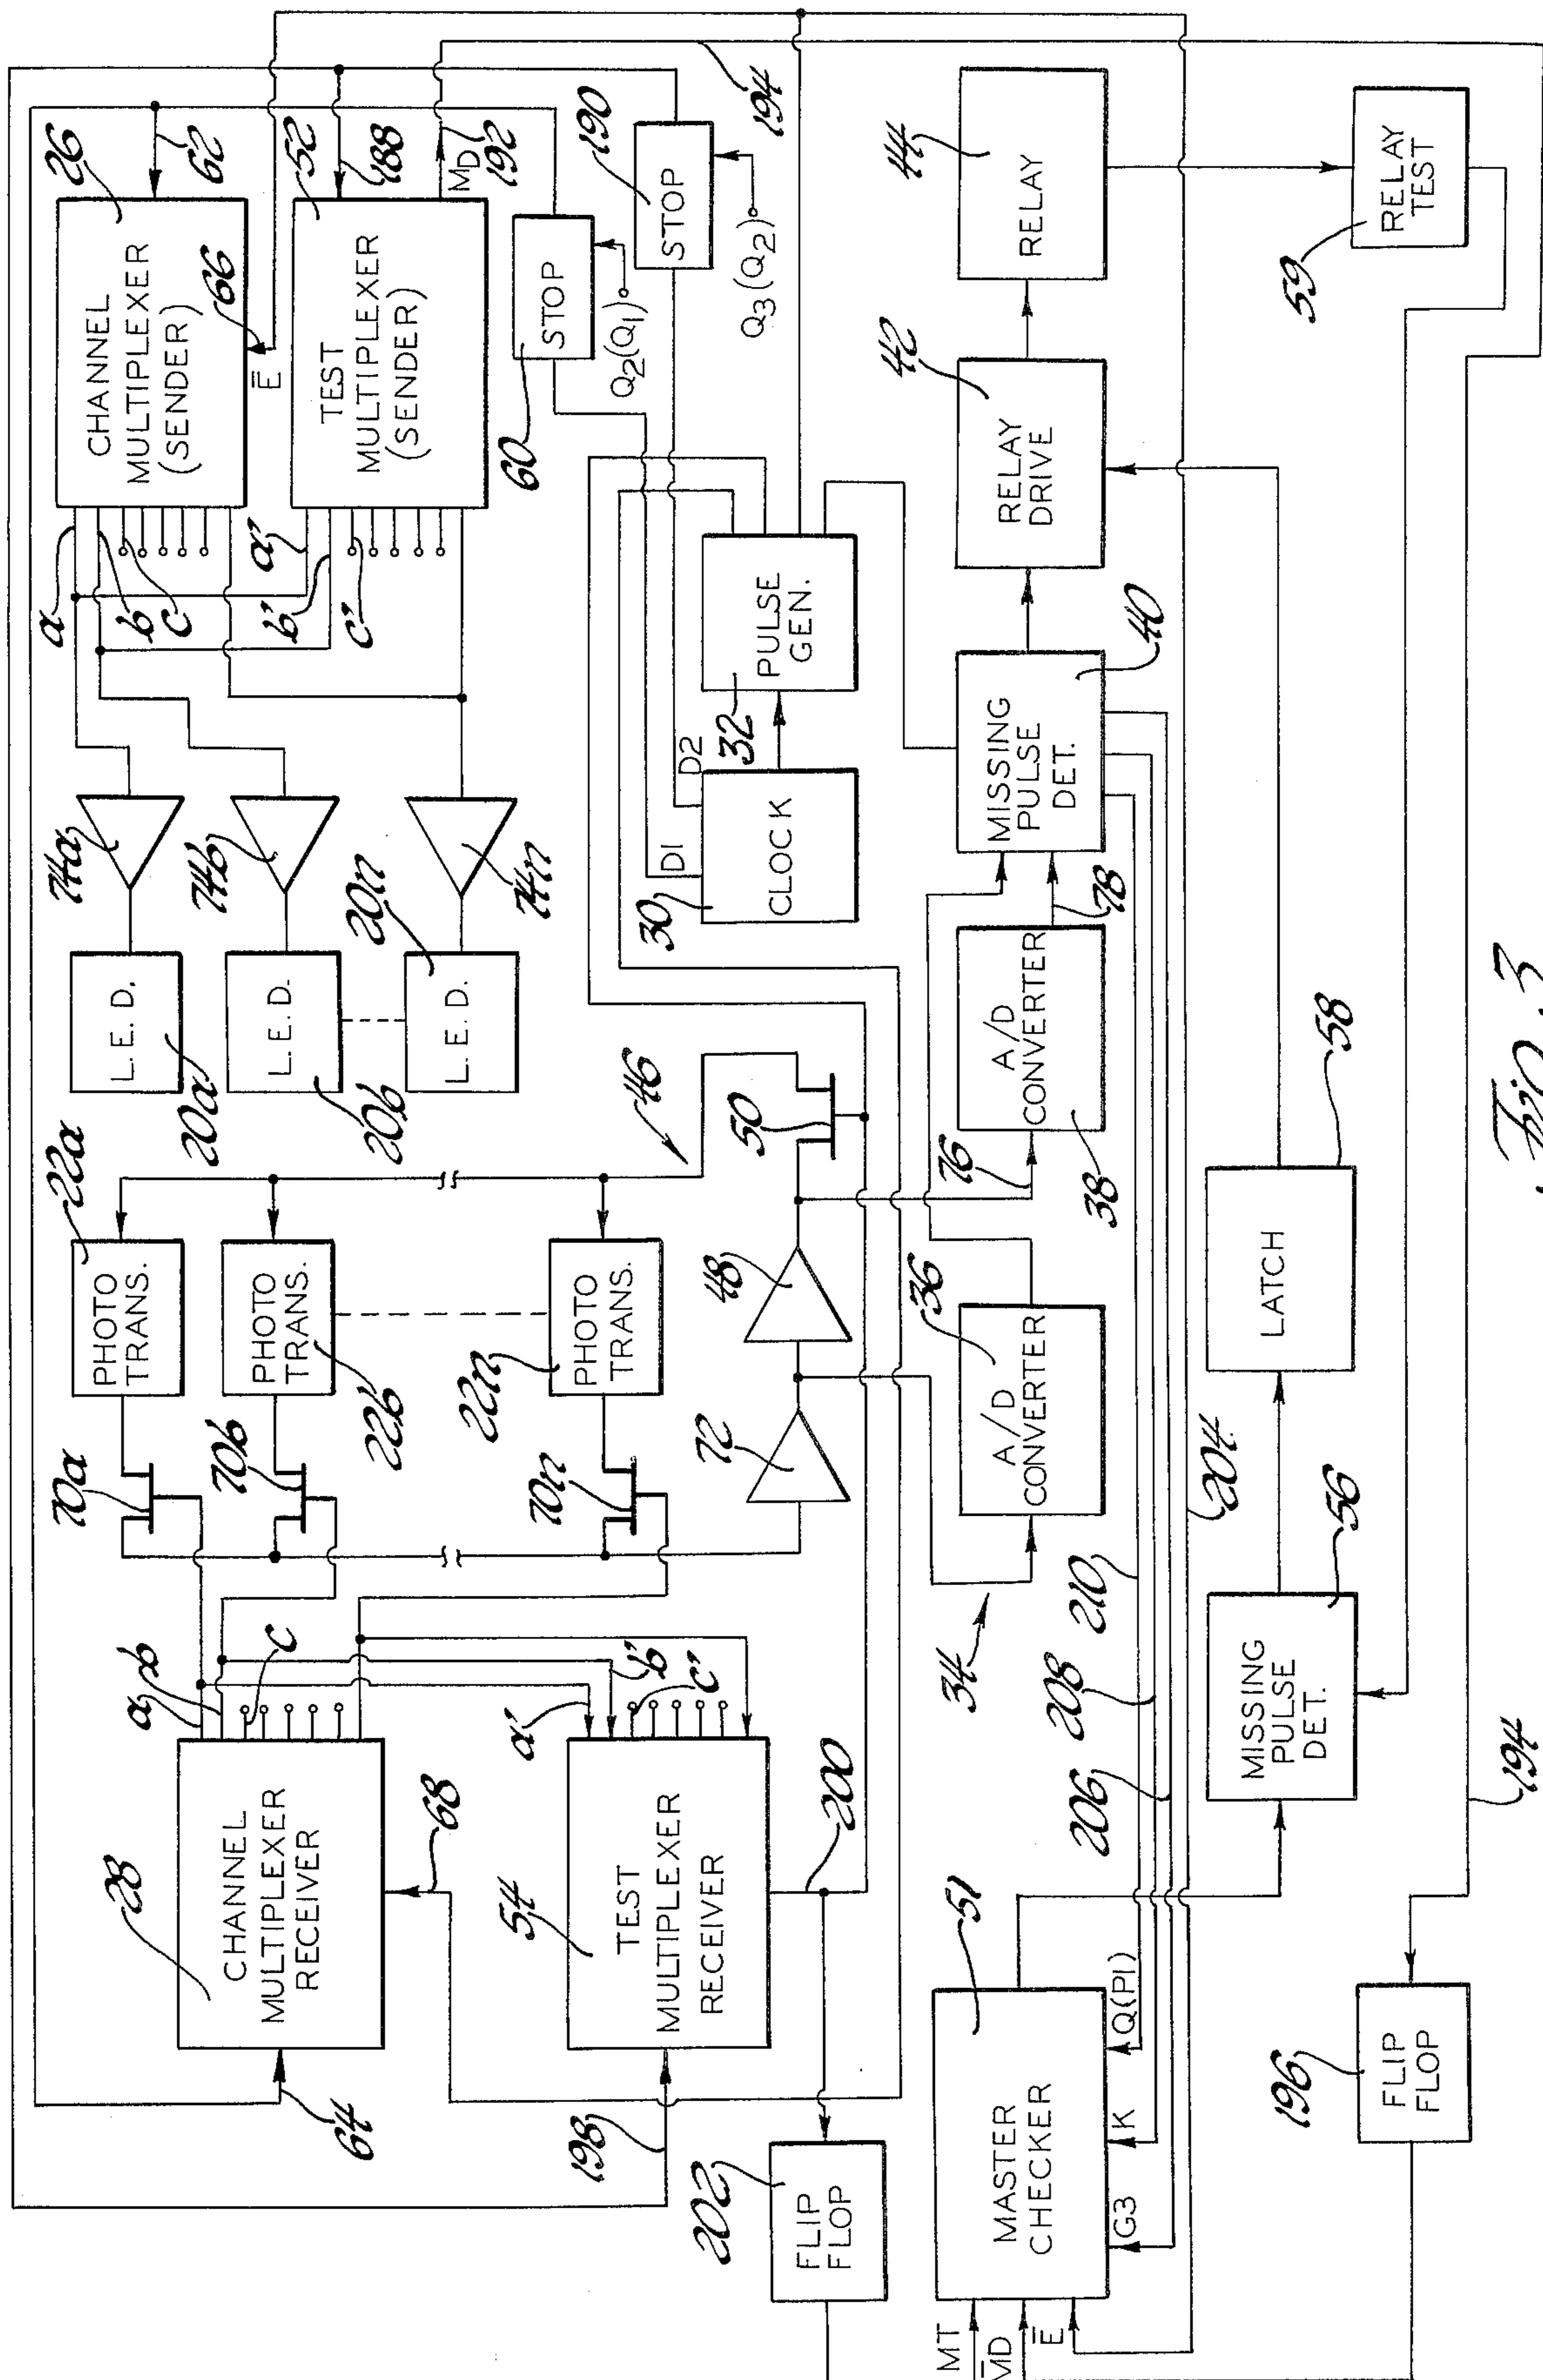 28
CHANNEL
MULTIPLEXER
RECEIVER
64
68
a
b
c
70a
70b
70n
22a
PHOTO
TRANS.
PHOTO
TRANS.
22b
22n
PHOTO
TRANS.
46
L.E.D.
20a
L.E.D.
20b
20n
L.E.D.
74a
74b
74n
a
b
c
a'
b'
c'
CHANNEL
MULTIPLEXER
(SENDER)
26
62
66
E̅
TEST
MULTIPLEXER
(SENDER)
52
188
MD
192
60
STOP
Q2(Q1)
STOP
190
Q3(Q2)
194
54
TEST
MULTIPLEXER
RECEIVER
198
200
a'
b'
c'
202
FLIP
FLOP
72
48
50
76
30
CLOCK
D1
D2
32
PULSE
GEN.
34
A/D
CONVERTER
36
A/D
CONVERTER
38
78
MISSING
PULSE
DET.
40
RELAY
DRIVE
42
RELAY
44
MASTER
CHECKER
51
MT
M̅D
E̅
G3
K
Q(P1)
206
208
210
204
MISSING
PULSE
DET.
56
LATCH
58
59
RELAY
TEST
196
FLIP
FLOP
194
Fig. 3